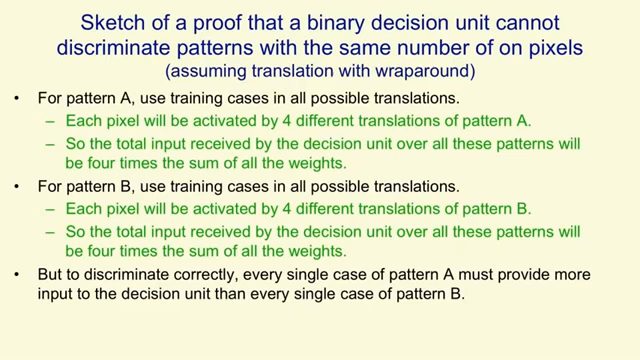 Sketch of a proof that a binary decision unit cannot
discriminate patterns with the same number of on pixels
(assuming translation with wraparound)
• For pattern A, use training cases in all possible translations.
– Each pixel will be activated by 4 different translations of pattern A.
– So the total input received by the decision unit over all these patterns will
be four times the sum of all the weights.
• For pattern B, use training cases in all possible translations.
– Each pixel will be activated by 4 different translations of pattern B.
– So the total input received by the decision unit over all these patterns will
be four times the sum of all the weights.
• But to discriminate correctly, every single case of pattern A must provide more
input to the decision unit than every single case of pattern B.